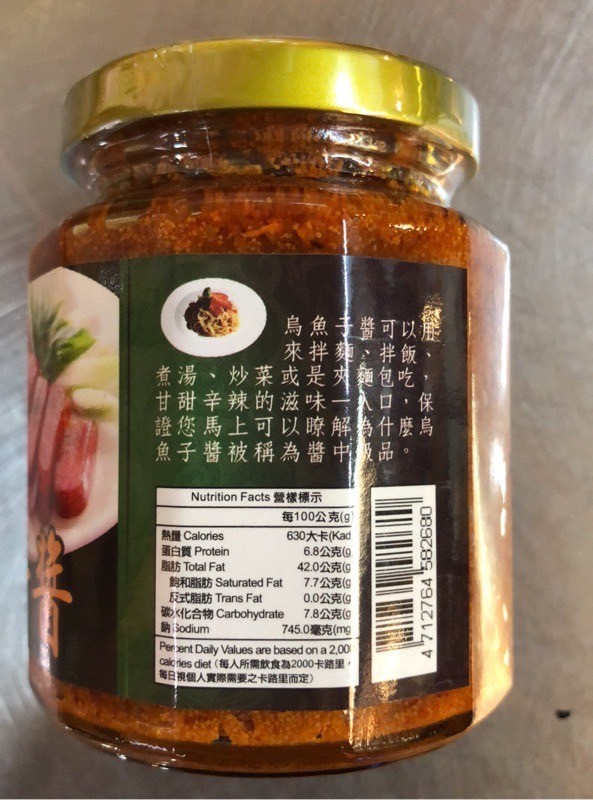 烏魚子醬可以用
來拌麵、拌飯、
煮湯、炒菜或是夾麵包吃,
甘甜辛辣的滋味一入口,保
證您馬上可以瞭解為什麼烏
魚子醬被稱為醬中極品。
醬
Nutrition Facts 營樣標示
每100公克(g
熱量 Calories 630大卡(Kad
蛋白質 Protein 6.8公克(g
脂肪 Total Fat 42.0公克(g
飽和脂肪 Saturated Fat 7.7公克(g
反式脂肪 Trans Fat 0.0公克(g
碳水化合物 Carbohydrate 7.8公克(g
鈉 Sodium 745.0毫克(mg
Percent Daily Values are based on a 2,00
calories diet (每人所需飲食為2000卡路里,
每日視個人實際需要之卡路里而定)
4 712764 582680